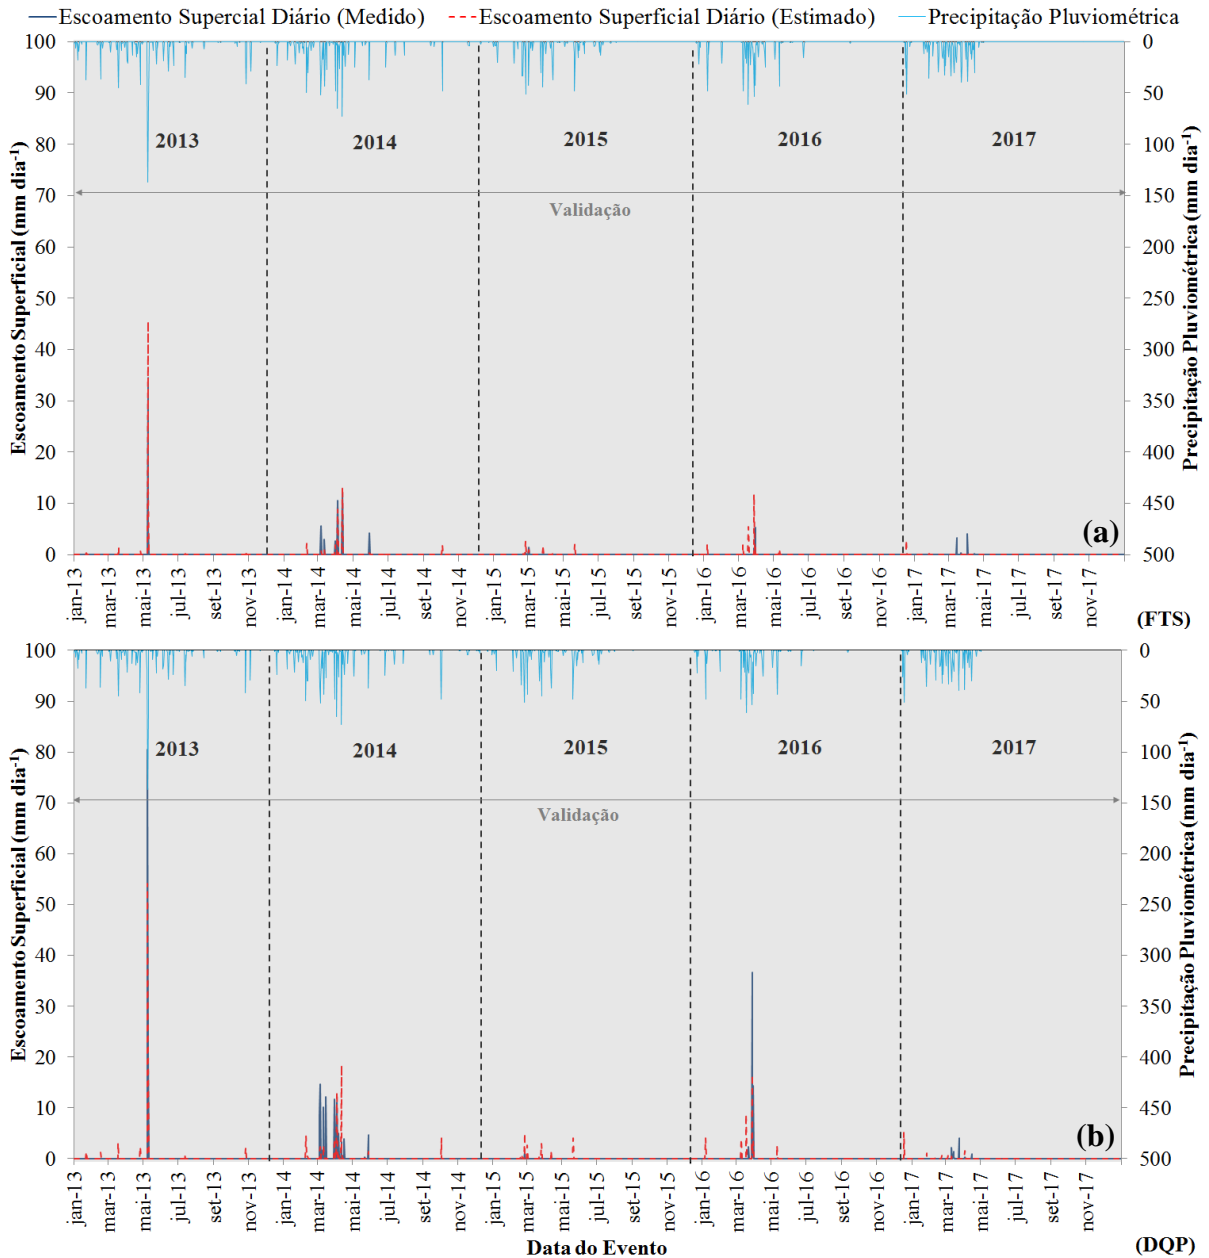 Escoamento Supercial Diário (Medido) Escoamento Superficial Diário (Estimado) Precipitação Pluviométrica
Escoamento Superficial (mm dia-1)
100
90
80
70
60
50
40
30
20
10
0
2013 2014 2015 2016 2017
Validação
(a)
0
50
100
150
200
250
300
350
400
450
500
Precipitação Pluviométrica (mm dia-1)
jan-13 mar-13 mai-13 jul-13 set-13 nov-13 jan-14 mar-14 mai-14 jul-14 set-14 nov-14 jan-15 mar-15 mai-15 jul-15 set-15 nov-15 jan-16 mar-16 mai-16 jul-16 set-16 nov-16 jan-17 mar-17 mai-17 jul-17 set-17 nov-17
(FTS)
Escoamento Superficial (mm dia-1)
100
90
80
70
60
50
40
30
20
10
0
2013 2014 2015 2016 2017
Validação
(b)
0
50
100
150
200
250
300
350
400
450
500
Precipitação Pluviométrica (mm dia-1)
jan-13 mar-13 mai-13 jul-13 set-13 nov-13 jan-14 mar-14 mai-14 jul-14 set-14 nov-14 jan-15 mar-15 mai-15 jul-15 set-15 nov-15 jan-16 mar-16 mai-16 jul-16 set-16 nov-16 jan-17 mar-17 mai-17 jul-17 set-17 nov-17
Data do Evento
(DQP)